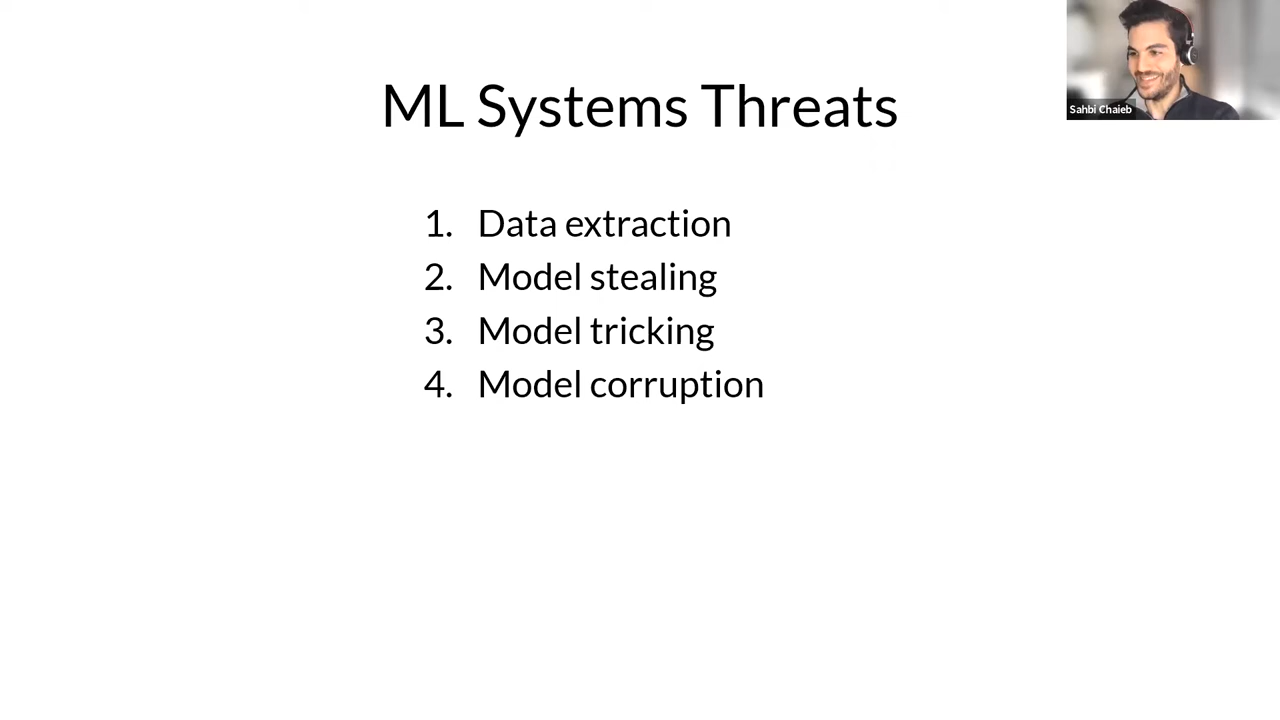 ML Systems Threats
Sahbi Chaieb
1. Data extraction
2. Model stealing
3. Model tricking
4. Model corruption